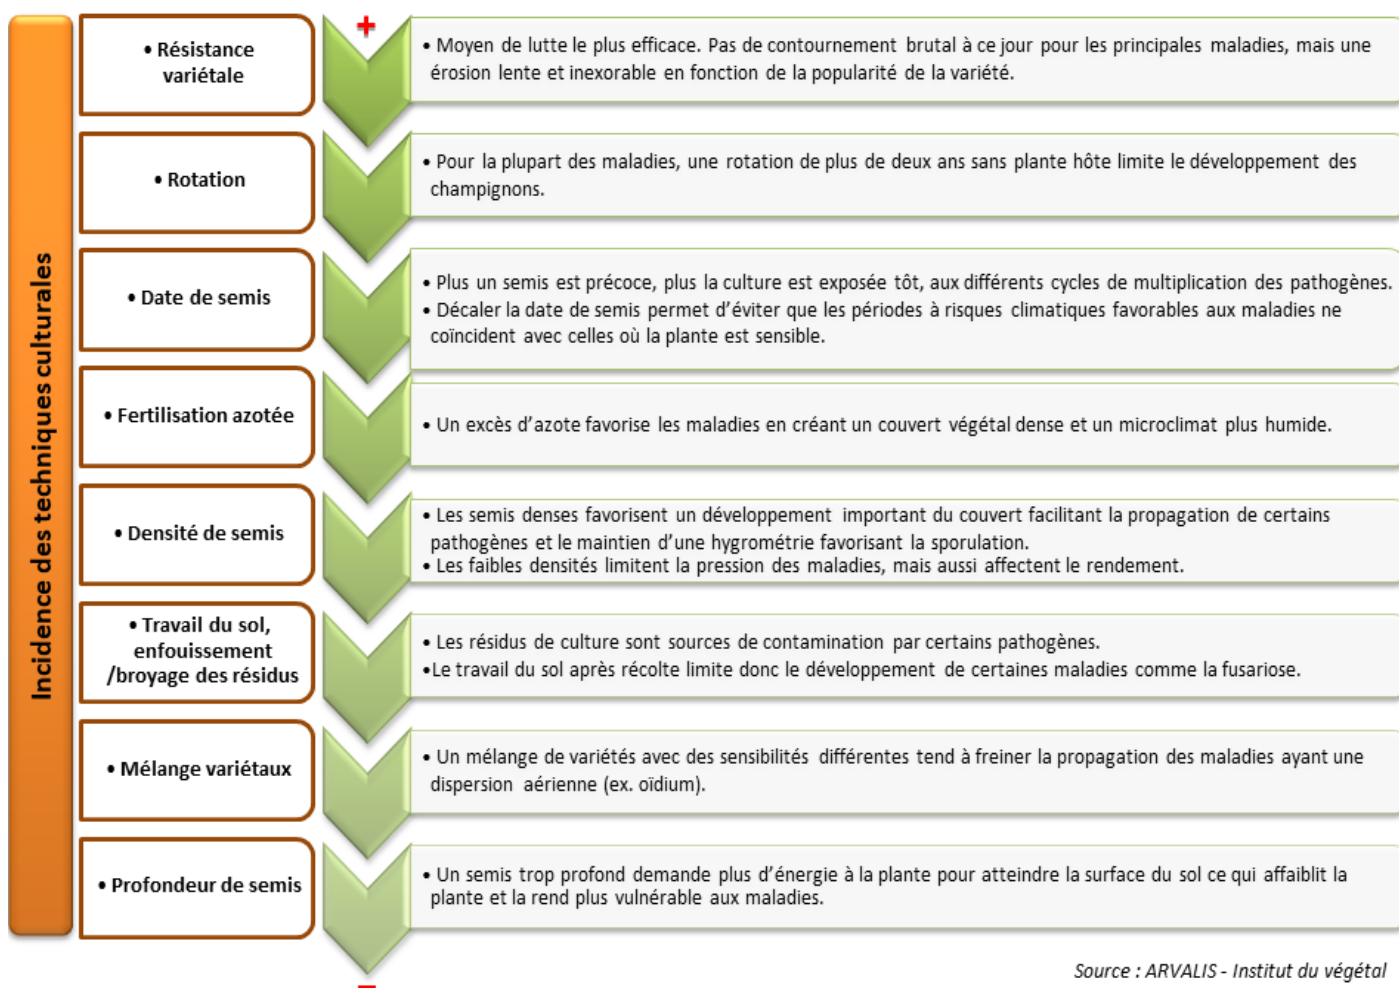 Incidence des techniques culturales
+
• Résistance
variétale
• Moyen de lutte le plus efficace. Pas de contournement brutal à ce jour pour les principales maladies, mais une
érosion lente et inexorable en fonction de la popularité de la variété.
• Rotation
• Pour la plupart des maladies, une rotation de plus de deux ans sans plante hôte limite le développement des
champignons.
• Date de semis
• Plus un semis est précoce, plus la culture est exposée tôt, aux différents cycles de multiplication des pathogènes.
• Décaler la date de semis permet d’éviter que les périodes à risques climatiques favorables aux maladies ne
coïncident avec celles où la plante est sensible.
• Fertilisation azotée
• Un excès d’azote favorise les maladies en créant un couvert végétal dense et un microclimat plus humide.
• Densité de semis
• Les semis denses favorisent un développement important du couvert facilitant la propagation de certains
pathogènes et le maintien d’une hygrométrie favorisant la sporulation.
• Les faibles densités limitent la pression des maladies, mais aussi affectent le rendement.
• Travail du sol,
enfouissement
/broyage des résidus
• Les résidus de culture sont sources de contamination par certains pathogènes.
•Le travail du sol après récolte limite donc le développement de certaines maladies comme la fusariose.
• Mélange variétaux
• Un mélange de variétés avec des sensibilités différentes tend à freiner la propagation des maladies ayant une
dispersion aérienne (ex. oïdium).
• Profondeur de semis
• Un semis trop profond demande plus d’énergie à la plante pour atteindre la surface du sol ce qui affaiblit la
plante et la rend plus vulnérable aux maladies.
–
Source : ARVALIS - Institut du végétal